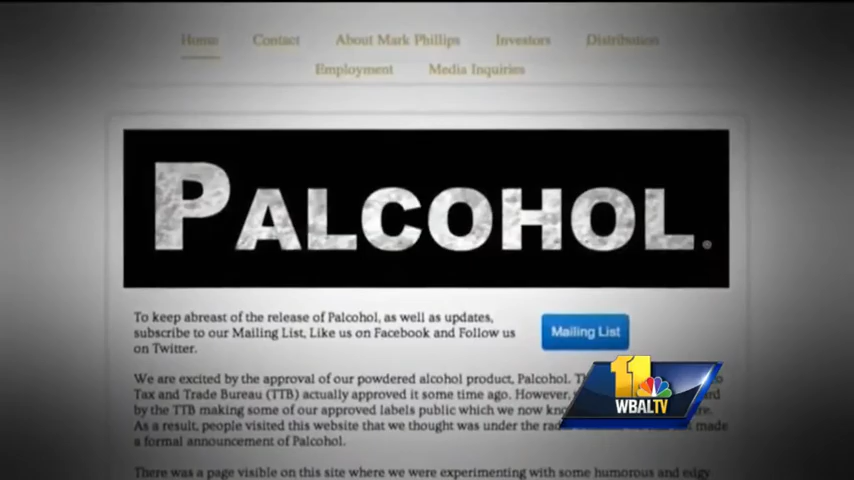 Home Contact About Mark Phillips Investors Distribution
Employment Media Inquiries
PALCOHOL®
To keep abreast of the release of Palcohol, as well as updates,
subscribe to our Mailing List, Like us on Facebook and Follow us
on Twitter.
Mailing List
We are excited by the approval of our powdered alcohol product, Palcohol.
Tax and Trade Bureau (TTB) actually approved it some time ago. However,
by the TTB making some of our approved labels public which we now
As a result, people visited this website that we thought was under the made
a formal announcement of Palcohol.
There was a page visible on this site where we were experimenting with some humorous and edgy
11
WBALTV